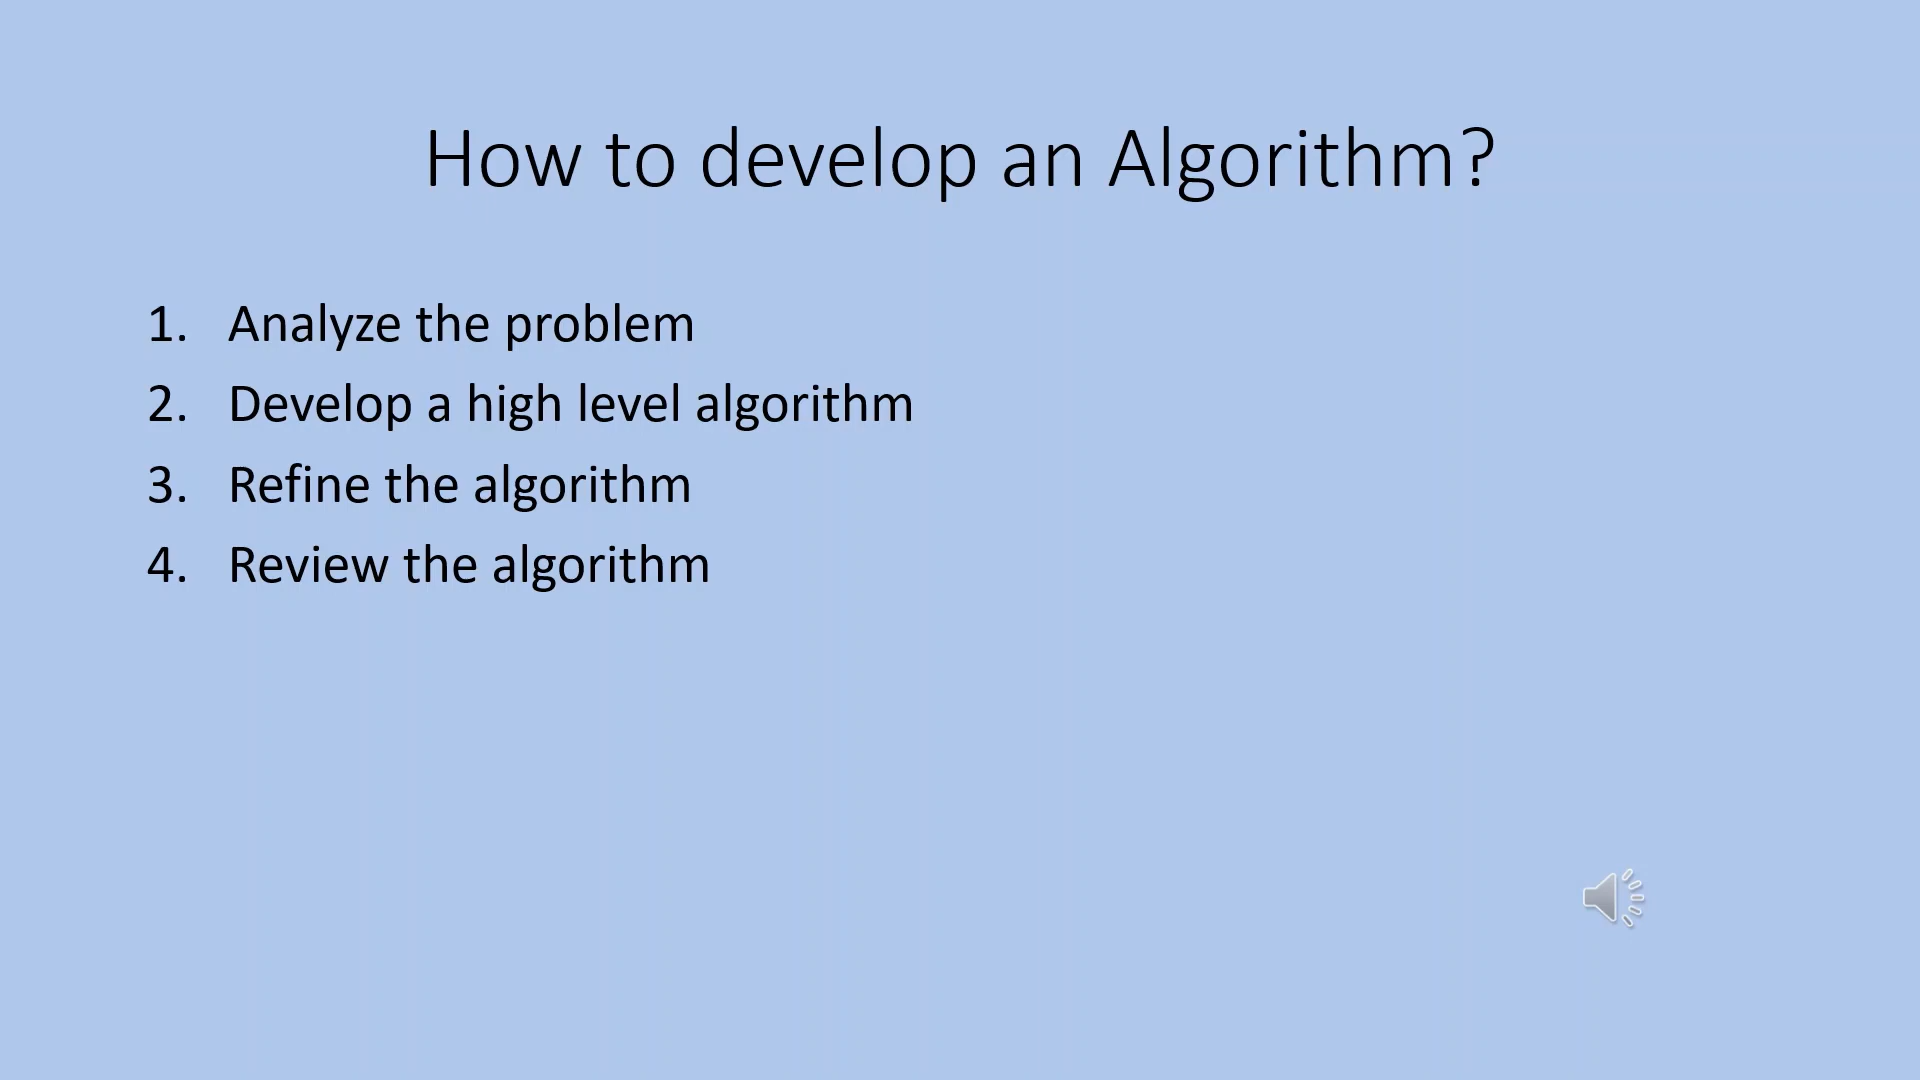 How to develop an Algorithm?
1. Analyze the problem
2. Develop a high level algorithm
3. Refine the algorithm
4. Review the algorithm